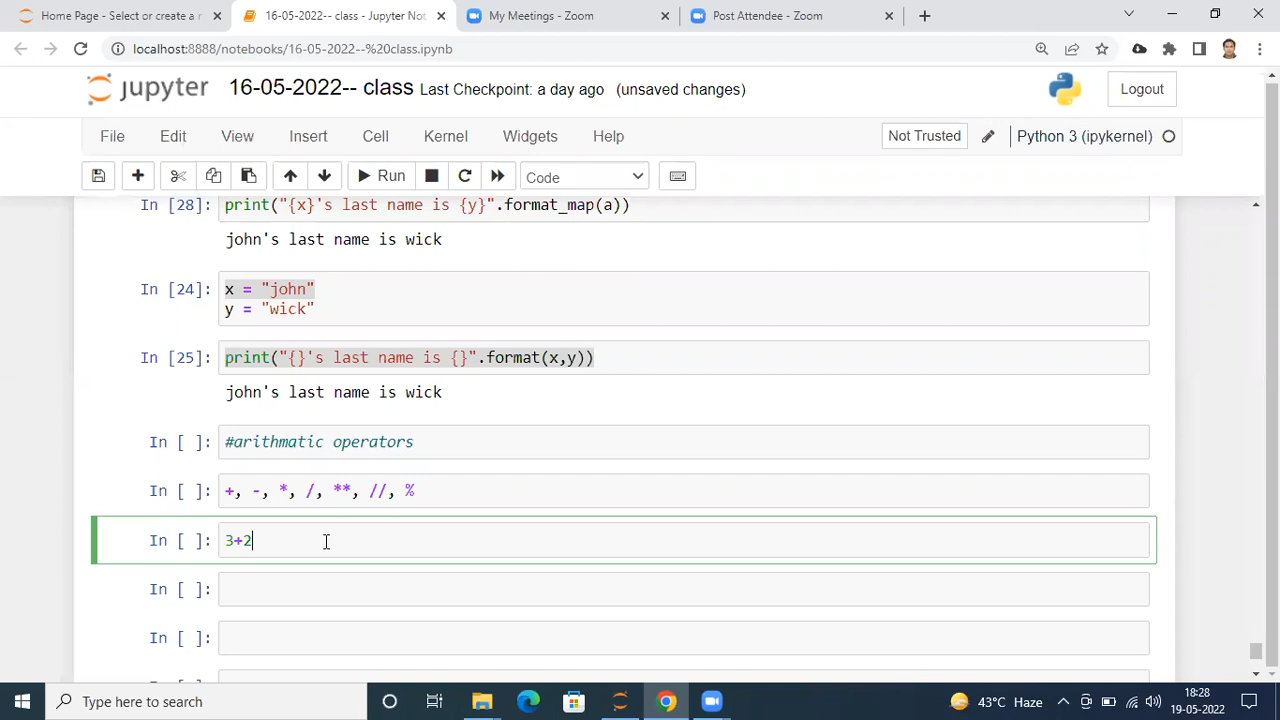 Home Page - Select or create a r
16-05-2022-- class - Jupyter Not
My Meetings - Zoom
Post Attendee - Zoom
localhost:8888/notebooks/16-05-2022--%20class.ipynb
jupyter 16-05-2022-- class Last Checkpoint: a day ago (unsaved changes)
Logout
File Edit View Insert Cell Kernel Widgets Help
Not Trusted
Python 3 (ipykernel)
Run
Code
In [28]: print("{x}'s last name is {y}".format_map(a))
john's last name is wick
In [24]: x = "john"
y = "wick"
In [25]: print("{}'s last name is {}".format(x,y))
john's last name is wick
In [ ]: #arithmatic operators
In [ ]: +, -, *, /, **, //, %
In [ ]: 3+2
In [ ]:
In [ ]:
Type here to search
43°C Haze
18:28
19-05-2022